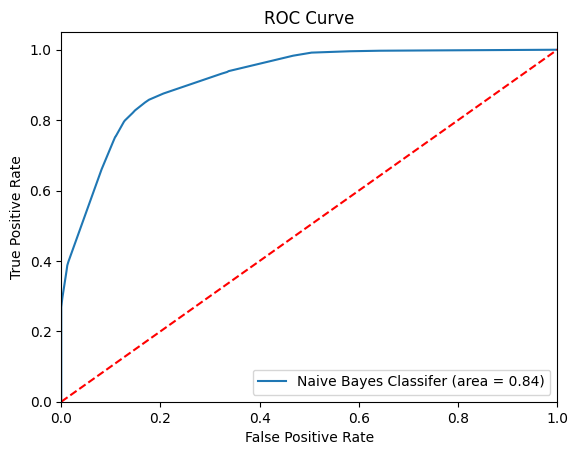 ROC Curve
True Positive Rate
1.0
0.8
0.6
0.4
0.2
0.0
0.0 0.2 0.4 0.6 0.8 1.0
False Positive Rate
Naive Bayes Classifer (area = 0.84)